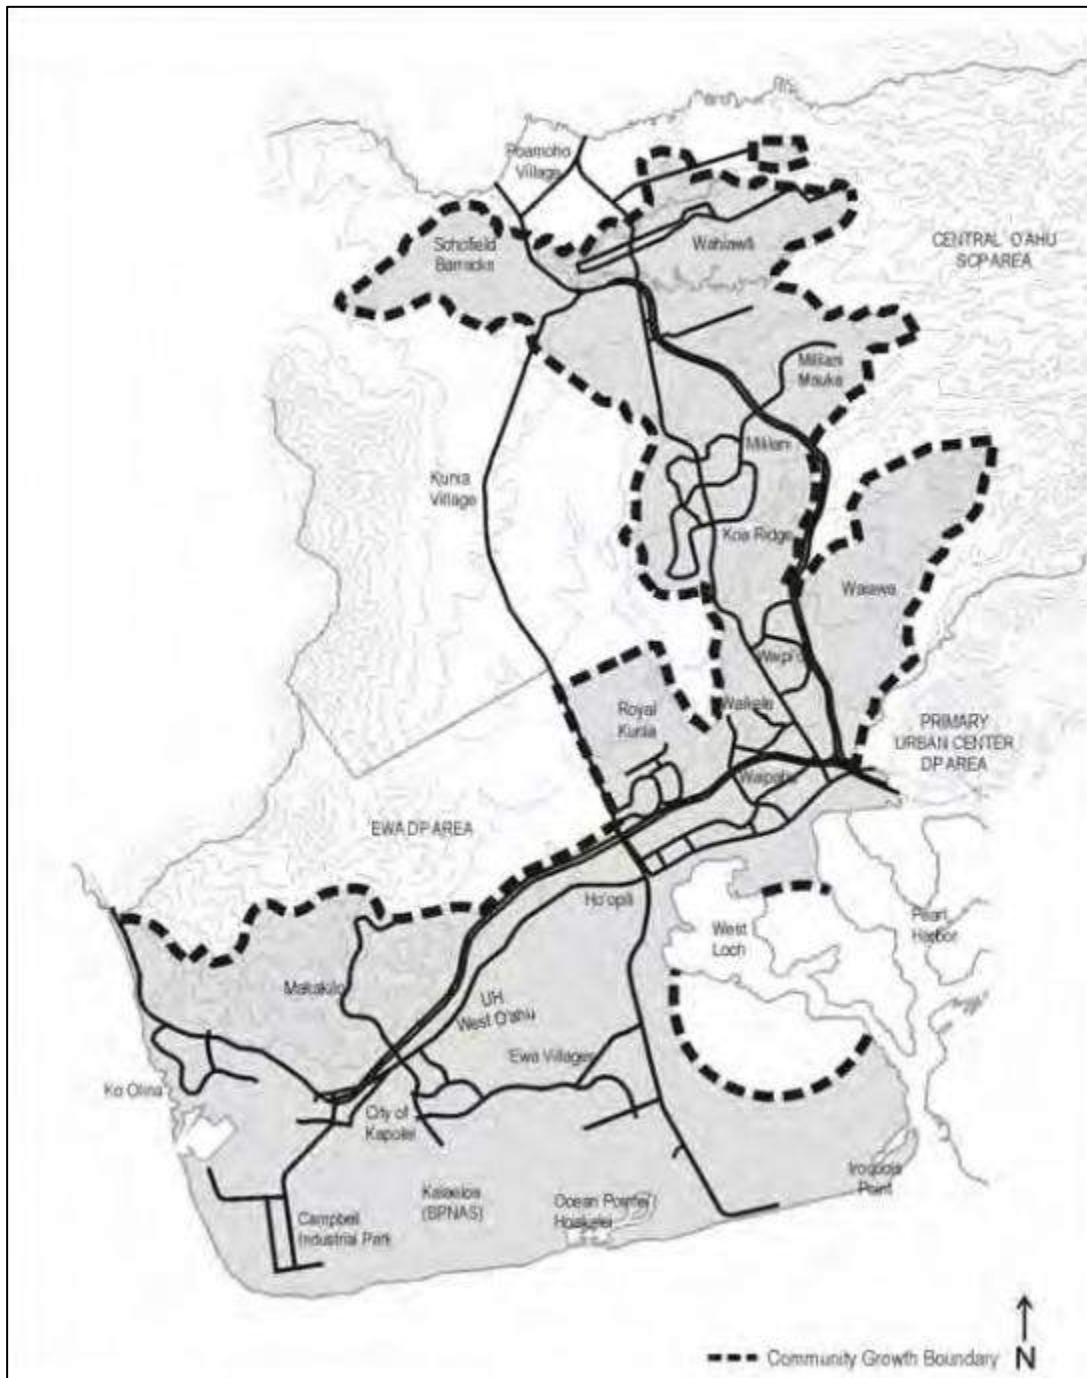 Poamoho
Village
Schofield
Barracks
Wahiawā
CENTRAL O'AHU
SCP AREA
Mililani
Mauka
Mililani
Kunia
Village
Koa Ridge
Waiawa
Waipi'o
Royal
Kunia
Waikele
PRIMARY
URBAN CENTER
DP AREA
Waipahu
EWA DP AREA
Ho'opili
West
Loch
Pearl
Harbor
Makakilo
UH
West O'ahu
'Ewa Villages
Ko Olina
City of
Kapolei
Iroquois
Point
Kalaeloa
(BPNAS)
Ocean Pointe/
Hoakalei
Campbell
Industrial Park
Community Growth Boundary
N